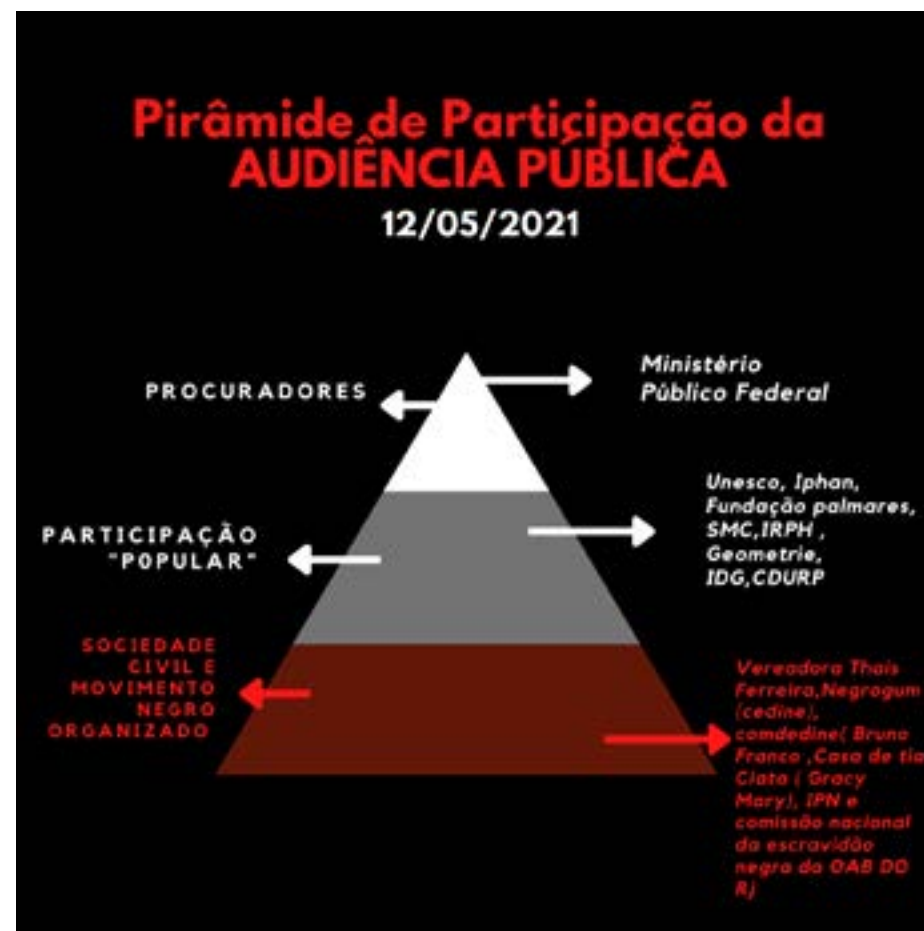 Pirâmide de Participação da
AUDIÊNCIA PÚBLICA
12/05/2021
PROCURADORES
Ministério
Público Federal
PARTICIPAÇÃO
"P0PULAR"
Unesco, Iphan,
Fundação palmares,
SMC,IRPH ,
Geometrie,
IDG,CDURP
SOCIEDADE
CIVIL E
MOVIMENTO
NEGRO
ORGANIZADO
Vereadora Thais
Ferreira,Negrogun
(cedine),
comdedine( Bruno
Franco ,Casa de tia
Ciata ( Gracy
Mary), IPN e
comissão nacional
da escravidão
negra da OAB DO
RJ